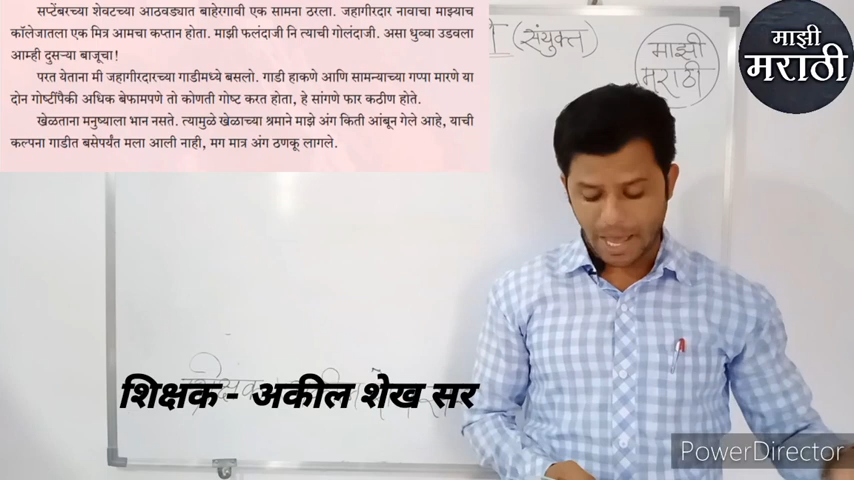 सप्टेंबरच्या शेवटच्या आठवड्यात बाहेरगावी एक सामना ठरला. जहागीरदार नावाचा माझ्याच
कॉलेजातला एक मित्र आमचा कप्तान होता. माझी फलंदाजी नि त्याची गोलंदाजी. असा धुव्वा उडवला
आम्ही दुसऱ्या बाजूचा!
परत येताना मी जहागीरदारच्या गाडीमध्ये बसलो. गाडी हाकणे आणि सामन्याच्या गप्पा मारणे या
दोन गोष्टींपैकी अधिक बेफामपणे तो कोणती गोष्ट करत होता, हे सांगणे फार कठीण होते.
खेळताना मनुष्याला भान नसते. त्यामुळे खेळाच्या श्रमाने माझे अंग किती आंबून गेले आहे, याची
कल्पना गाडीत बसेपर्यंत मला आली नाही, मग मात्र अंग ठणकू लागले.
(संयुक्त)
माझी
मराठी
माझी
मराठी
शिक्षक - अकील शेख सर
PowerDirector